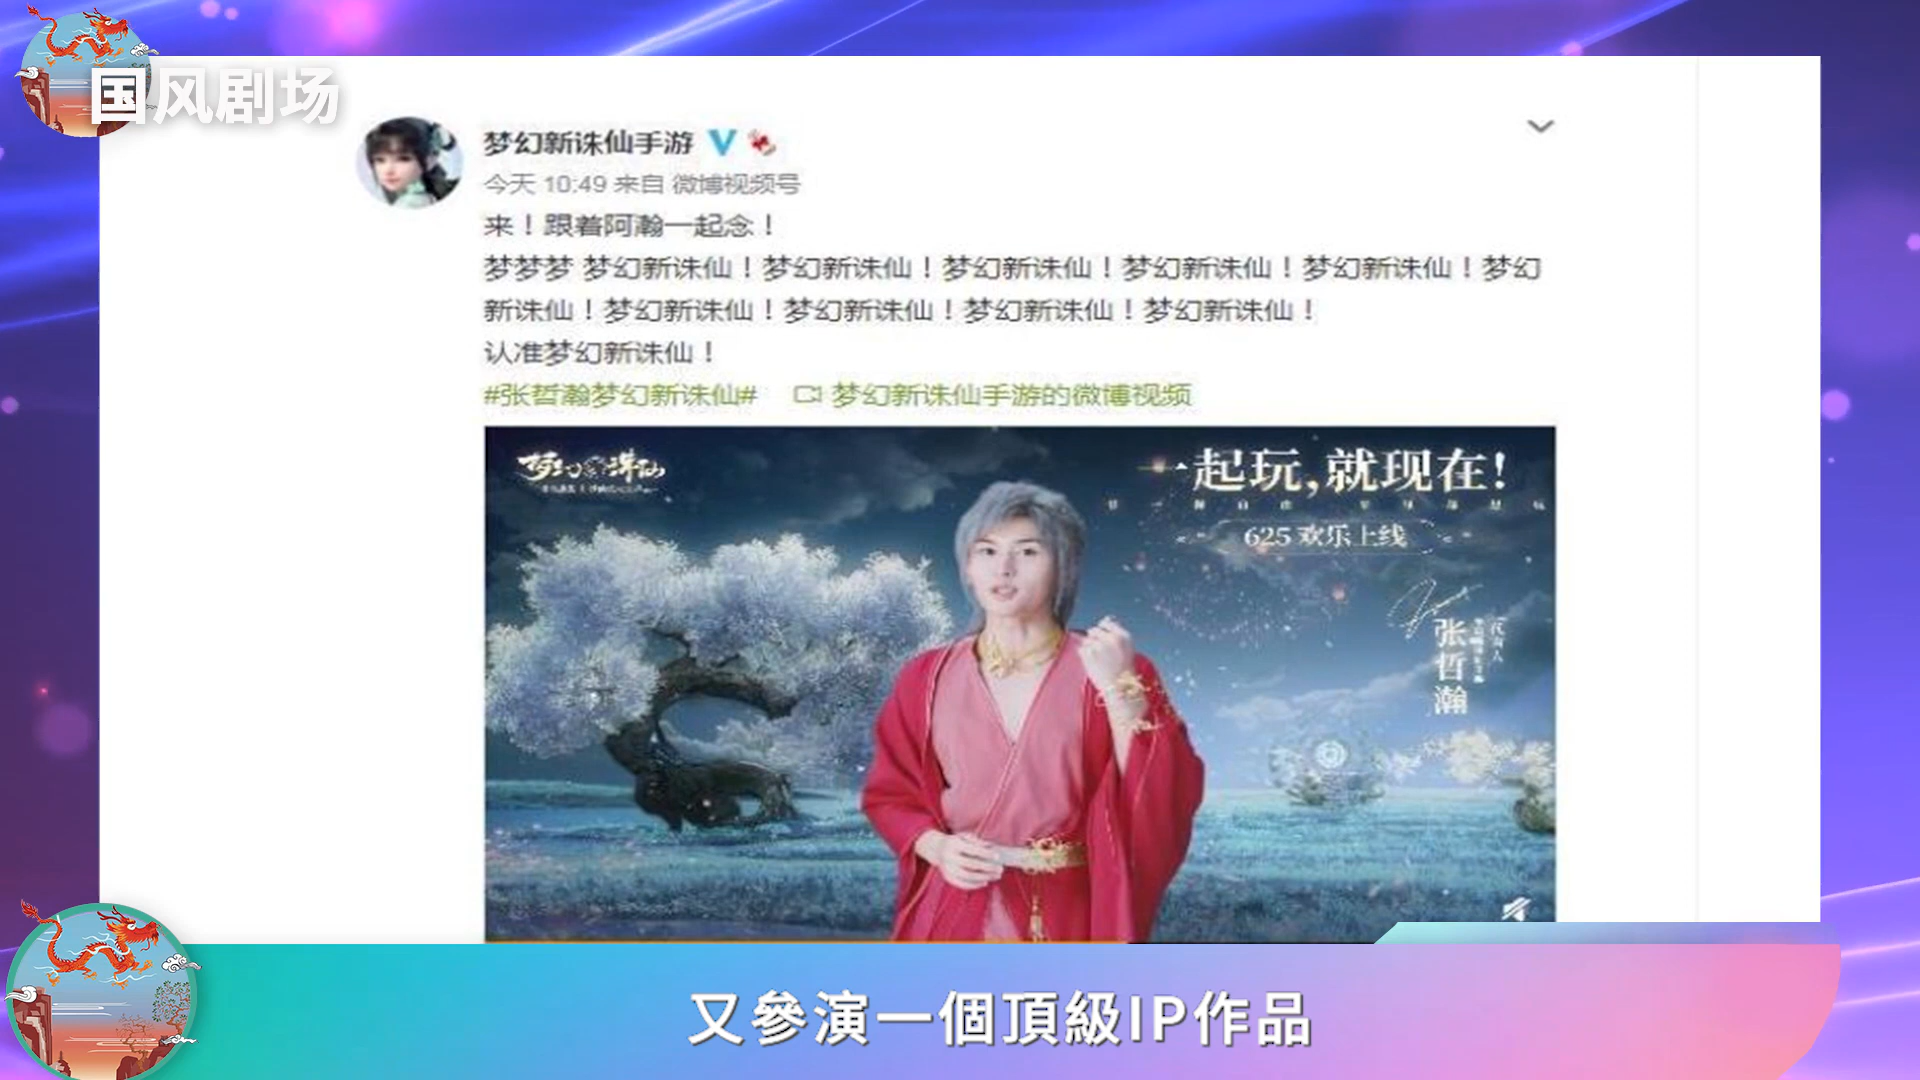 国风剧场
梦幻新诛仙手游
今天 10:49 来自 微博视频号
来！跟着阿瀚一起念！
梦梦梦 梦幻新诛仙！梦幻新诛仙！梦幻新诛仙！梦幻新诛仙！梦幻新诛仙！梦幻
新诛仙！梦幻新诛仙！梦幻新诛仙！梦幻新诛仙！梦幻新诛仙！
认准梦幻新诛仙！
#张哲瀚梦幻新诛仙# 梦幻新诛仙手游的微博视频
梦幻新诛仙
一起玩,就现在!
625 欢乐上线
张哲瀚
又參演一個頂級IP作品